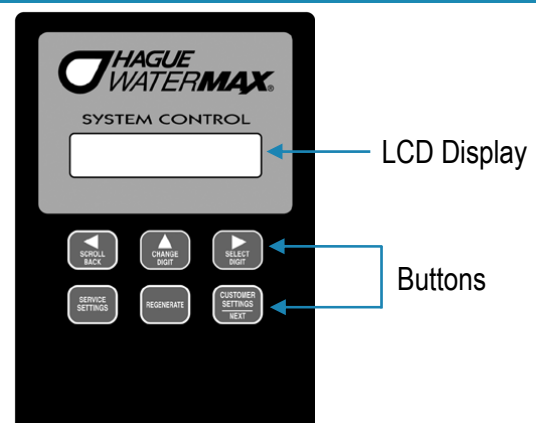 HAGUE
WATERMAX®
SYSTEM CONTROL
LCD Display
SCROLL
BACK
CHANGE
DIGIT
SELECT
DIGIT
Buttons
SERVICE
SETTINGS
REGENERATE
CUSTOMER
SETTINGS
NEXT